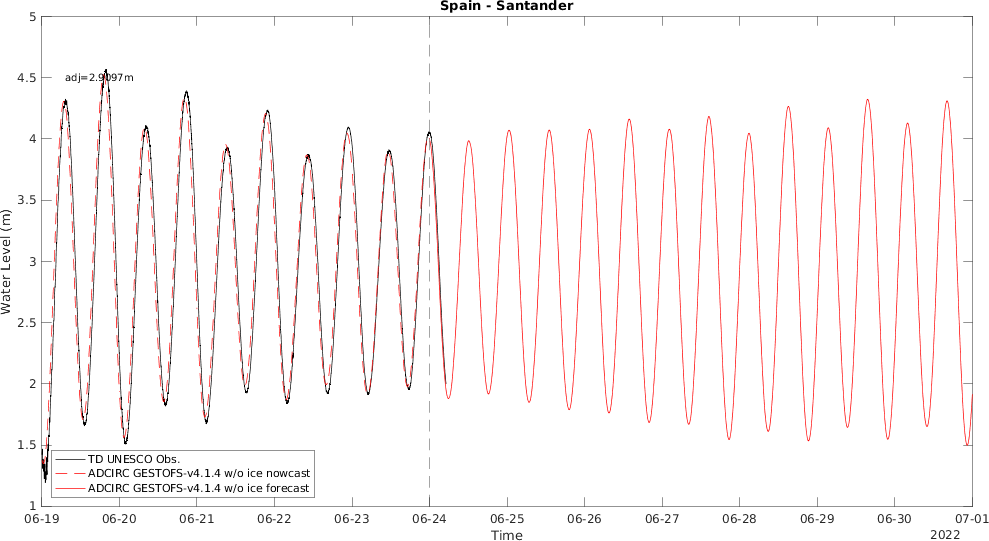 Spain - Santander
adj=2.9097m
5
4.5
4
3.5
3
2.5
2
1.5
1
Water Level (m)
TD UNESCO Obs.
ADCIRC GESTOFS-v4.1.4 w/o ice nowcast
ADCIRC GESTOFS-v4.1.4 w/o ice forecast
06-19 06-20 06-21 06-22 06-23 06-24 06-25 06-26 06-27 06-28 06-29 06-30 07-01
Time
2022